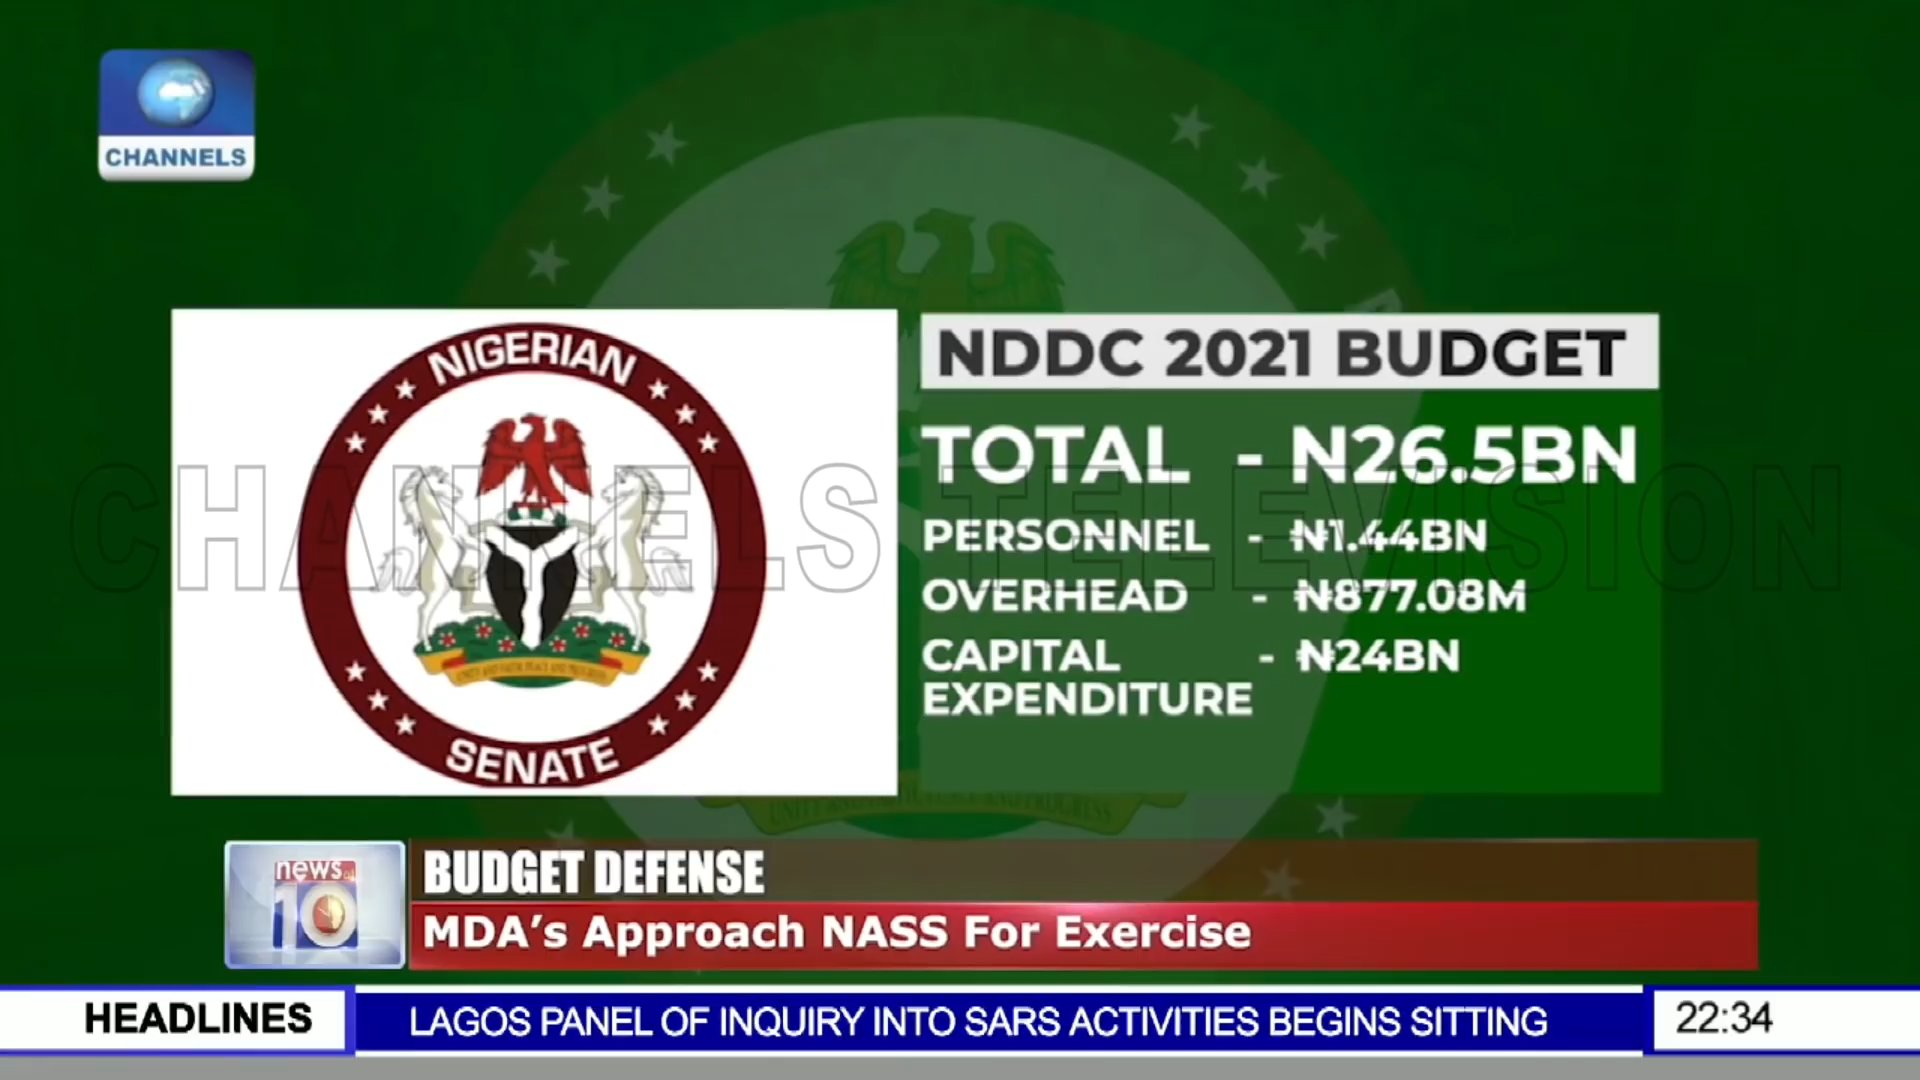 CHANNELS
NIGERIAN
SENATE
NDDC 2021 BUDGET
TOTAL - N26.5BN
PERSONNEL - ₦1.44BN
OVERHEAD - ₦877.08M
CAPITAL - ₦24BN
EXPENDITURE
CHANNELS TELEVISION
news at
10
BUDGET DEFENSE
MDA’s Approach NASS For Exercise
HEADLINES
LAGOS PANEL OF INQUIRY INTO SARS ACTIVITIES BEGINS SITTING
22:34